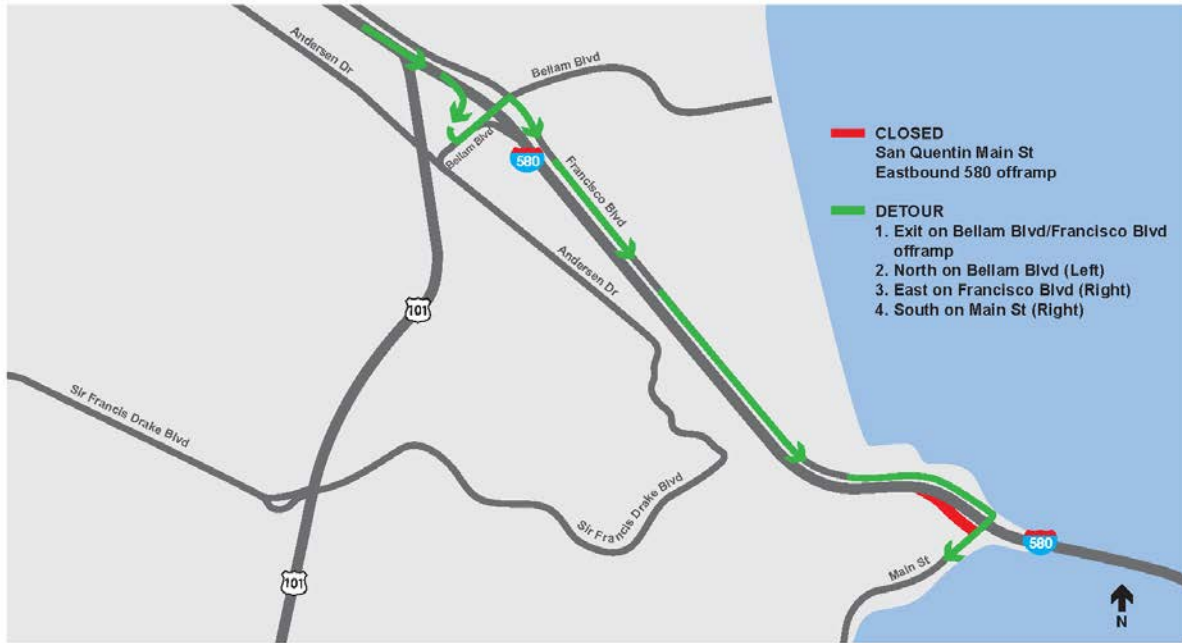 Andersen Dr
Bellam Blvd
Bellam Blvd
580
Francisco Blvd
CLOSED
San Quentin Main St
Eastbound 580 offramp
DETOUR
1. Exit on Bellam Blvd/Francisco Blvd
offramp
2. North on Bellam Blvd (Left)
3. East on Francisco Blvd (Right)
4. South on Main St (Right)
Andersen Dr
101
Sir Francis Drake Blvd
Sir Francis Drake Blvd
580
Main St
101
N